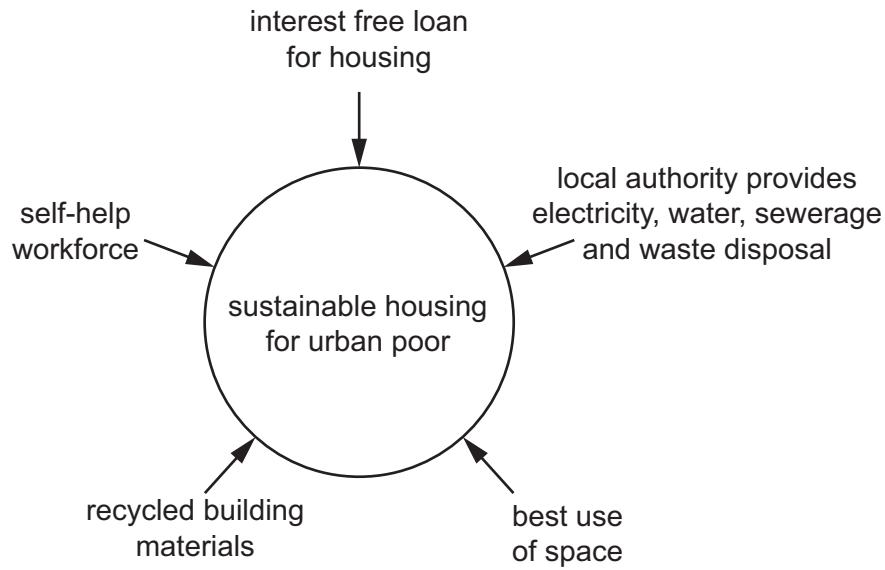 interest free loan
for housing
local authority provides
electricity, water, sewerage
and waste disposal
self-help
workforce
sustainable housing
for urban poor
recycled building
materials
best use
of space